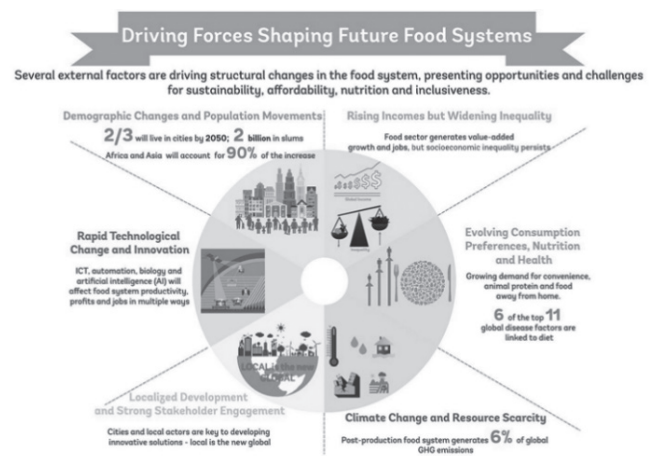 Driving Forces Shaping Future Food Systems
Several external factors are driving structural changes in the food system, presenting opportunities and challenges
for sustainability, affordability, nutrition and inclusiveness.
Demographic Changes and Population Movements
2/3 will live in cities by 2050; 2 billion in slums
Africa and Asia will account for 90% of the increase
Rising Incomes but Widening Inequality
Food sector generates value-added
growth and jobs, but socioeconomic inequality persists
Rapid Technological
Change and Innovation
ICT, automation, biology and
artificial intelligence (AI) will
affect food system productivity,
profits and jobs in multiple ways
Evolving Consumption
Preferences, Nutrition
and Health
Growing demand for convenience,
animal protein and food
away from home.
6 of the top 11
global disease factors are
linked to diet
LOCAL is the new
GLOBAL
Localized Development
and Strong Stakeholder Engagement
Cities and local actors are key to developing
innovative solutions - local is the new global
Climate Change and Resource Scarcity
Post-production food system generates 6% of global
GHG emissions